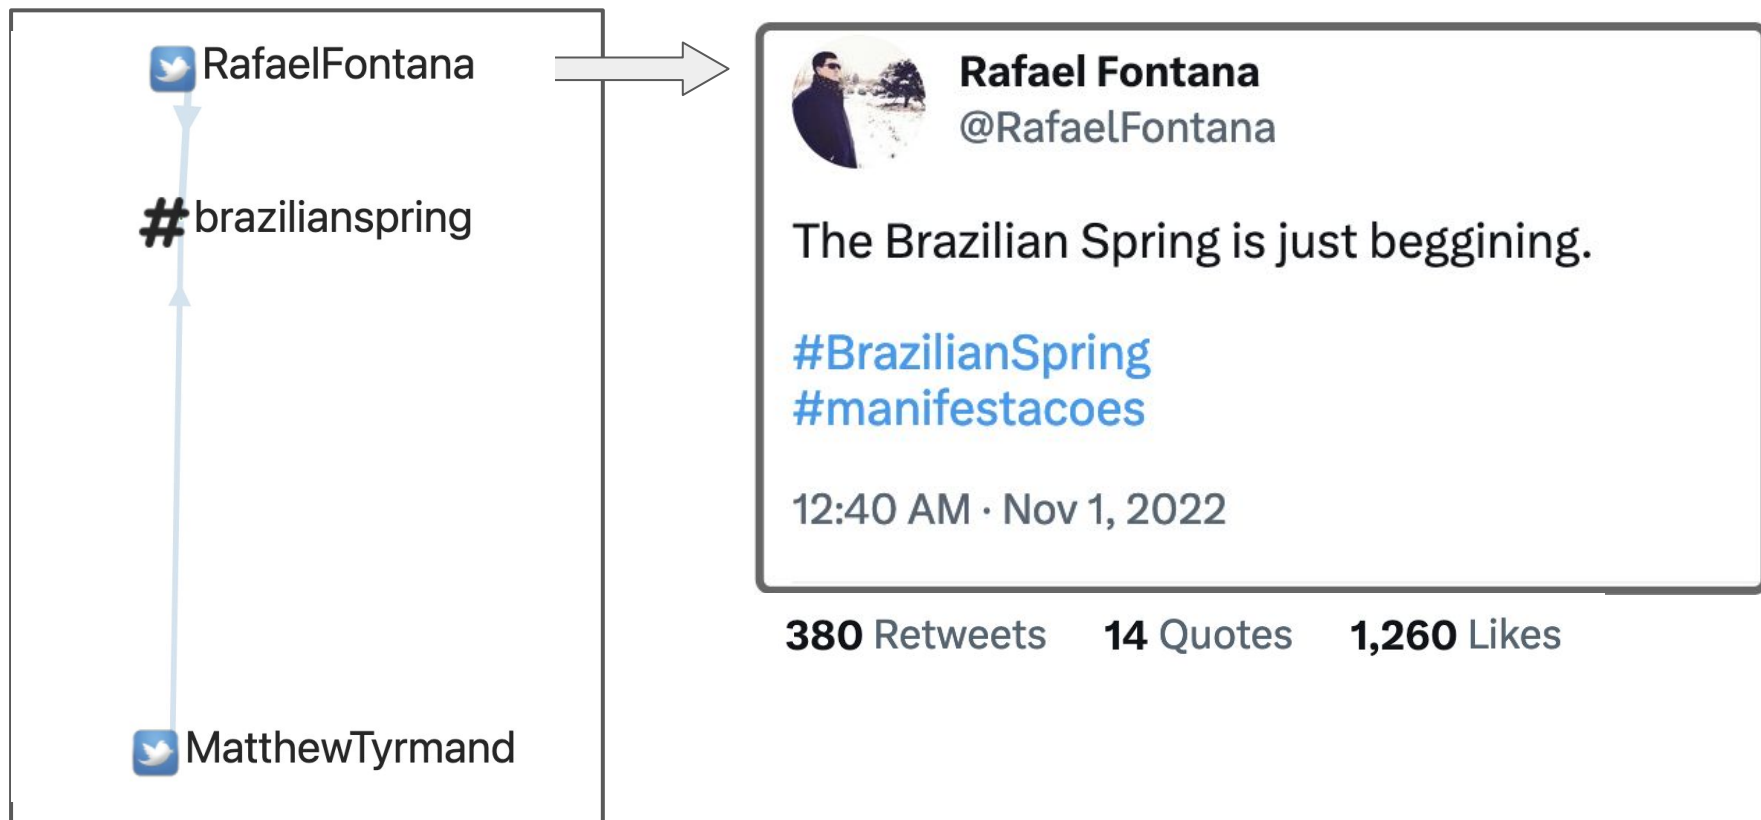 RafaelFontana
#brazilianspring
MatthewTyrmand
Rafael Fontana
@RafaelFontana
The Brazilian Spring is just beggining.
#BrazilianSpring
#manifestacoes
12:40 AM · Nov 1, 2022
380 Retweets 14 Quotes 1,260 Likes